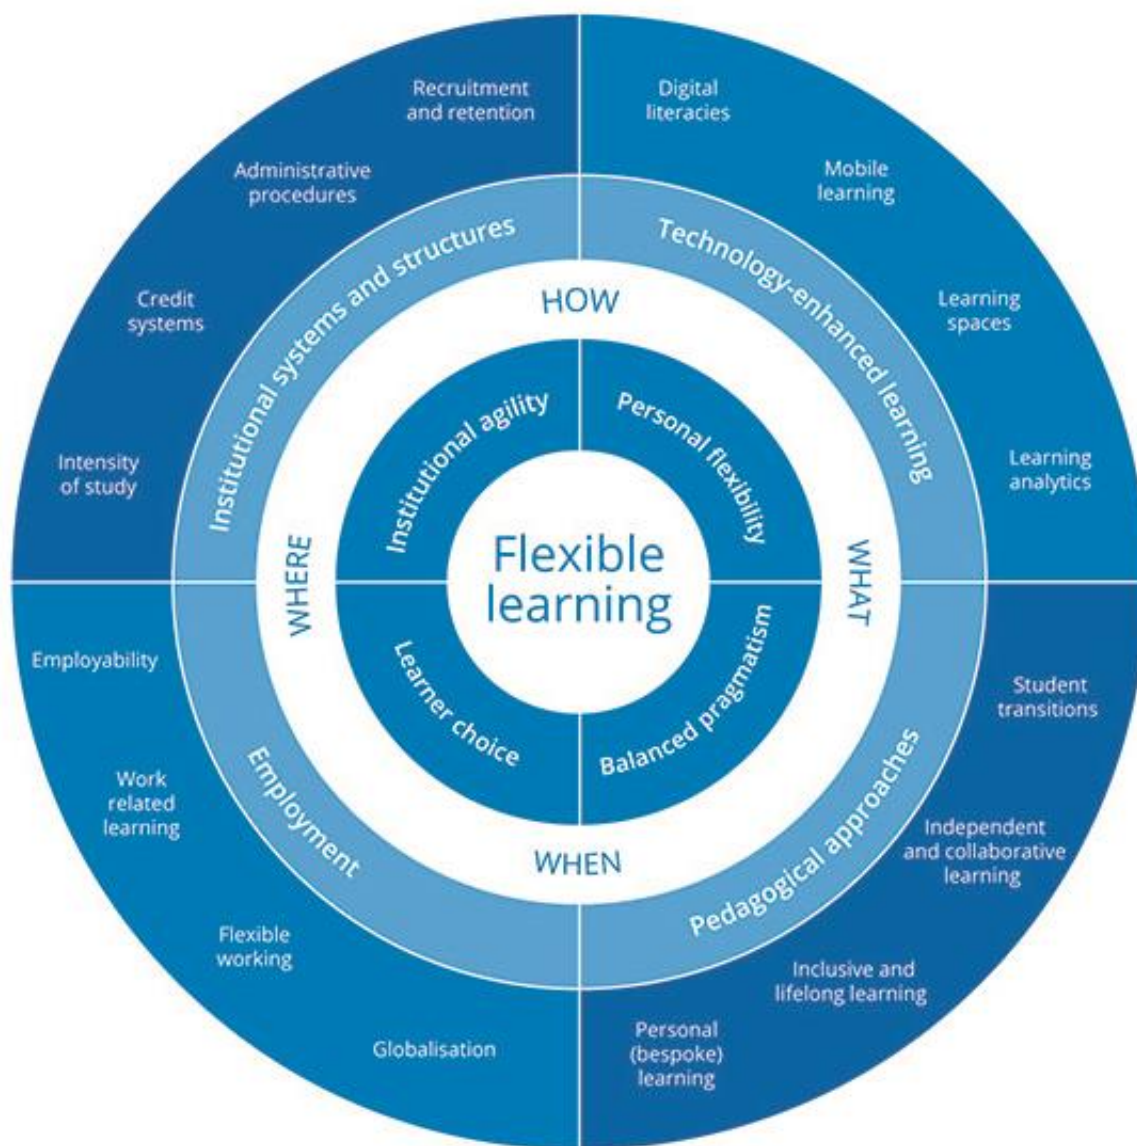 Recruitment
and retention
Administrative
procedures
Credit
systems
Intensity
of study
Digital
literacies
Mobile
learning
Learning
spaces
Learning
analytics
Institutional systems and structures
Technology-enhanced learning
HOW
Institutional agility
Personal flexibility
WHERE
Flexible
learning
WHAT
Learner choice
Balanced pragmatism
WHEN
Employment
Pedagogical approaches
Employability
Work
related
learning
Flexible
working
Globalisation
Student
transitions
Independent
and collaborative
learning
Inclusive and
lifelong learning
Personal
(bespoke)
learning